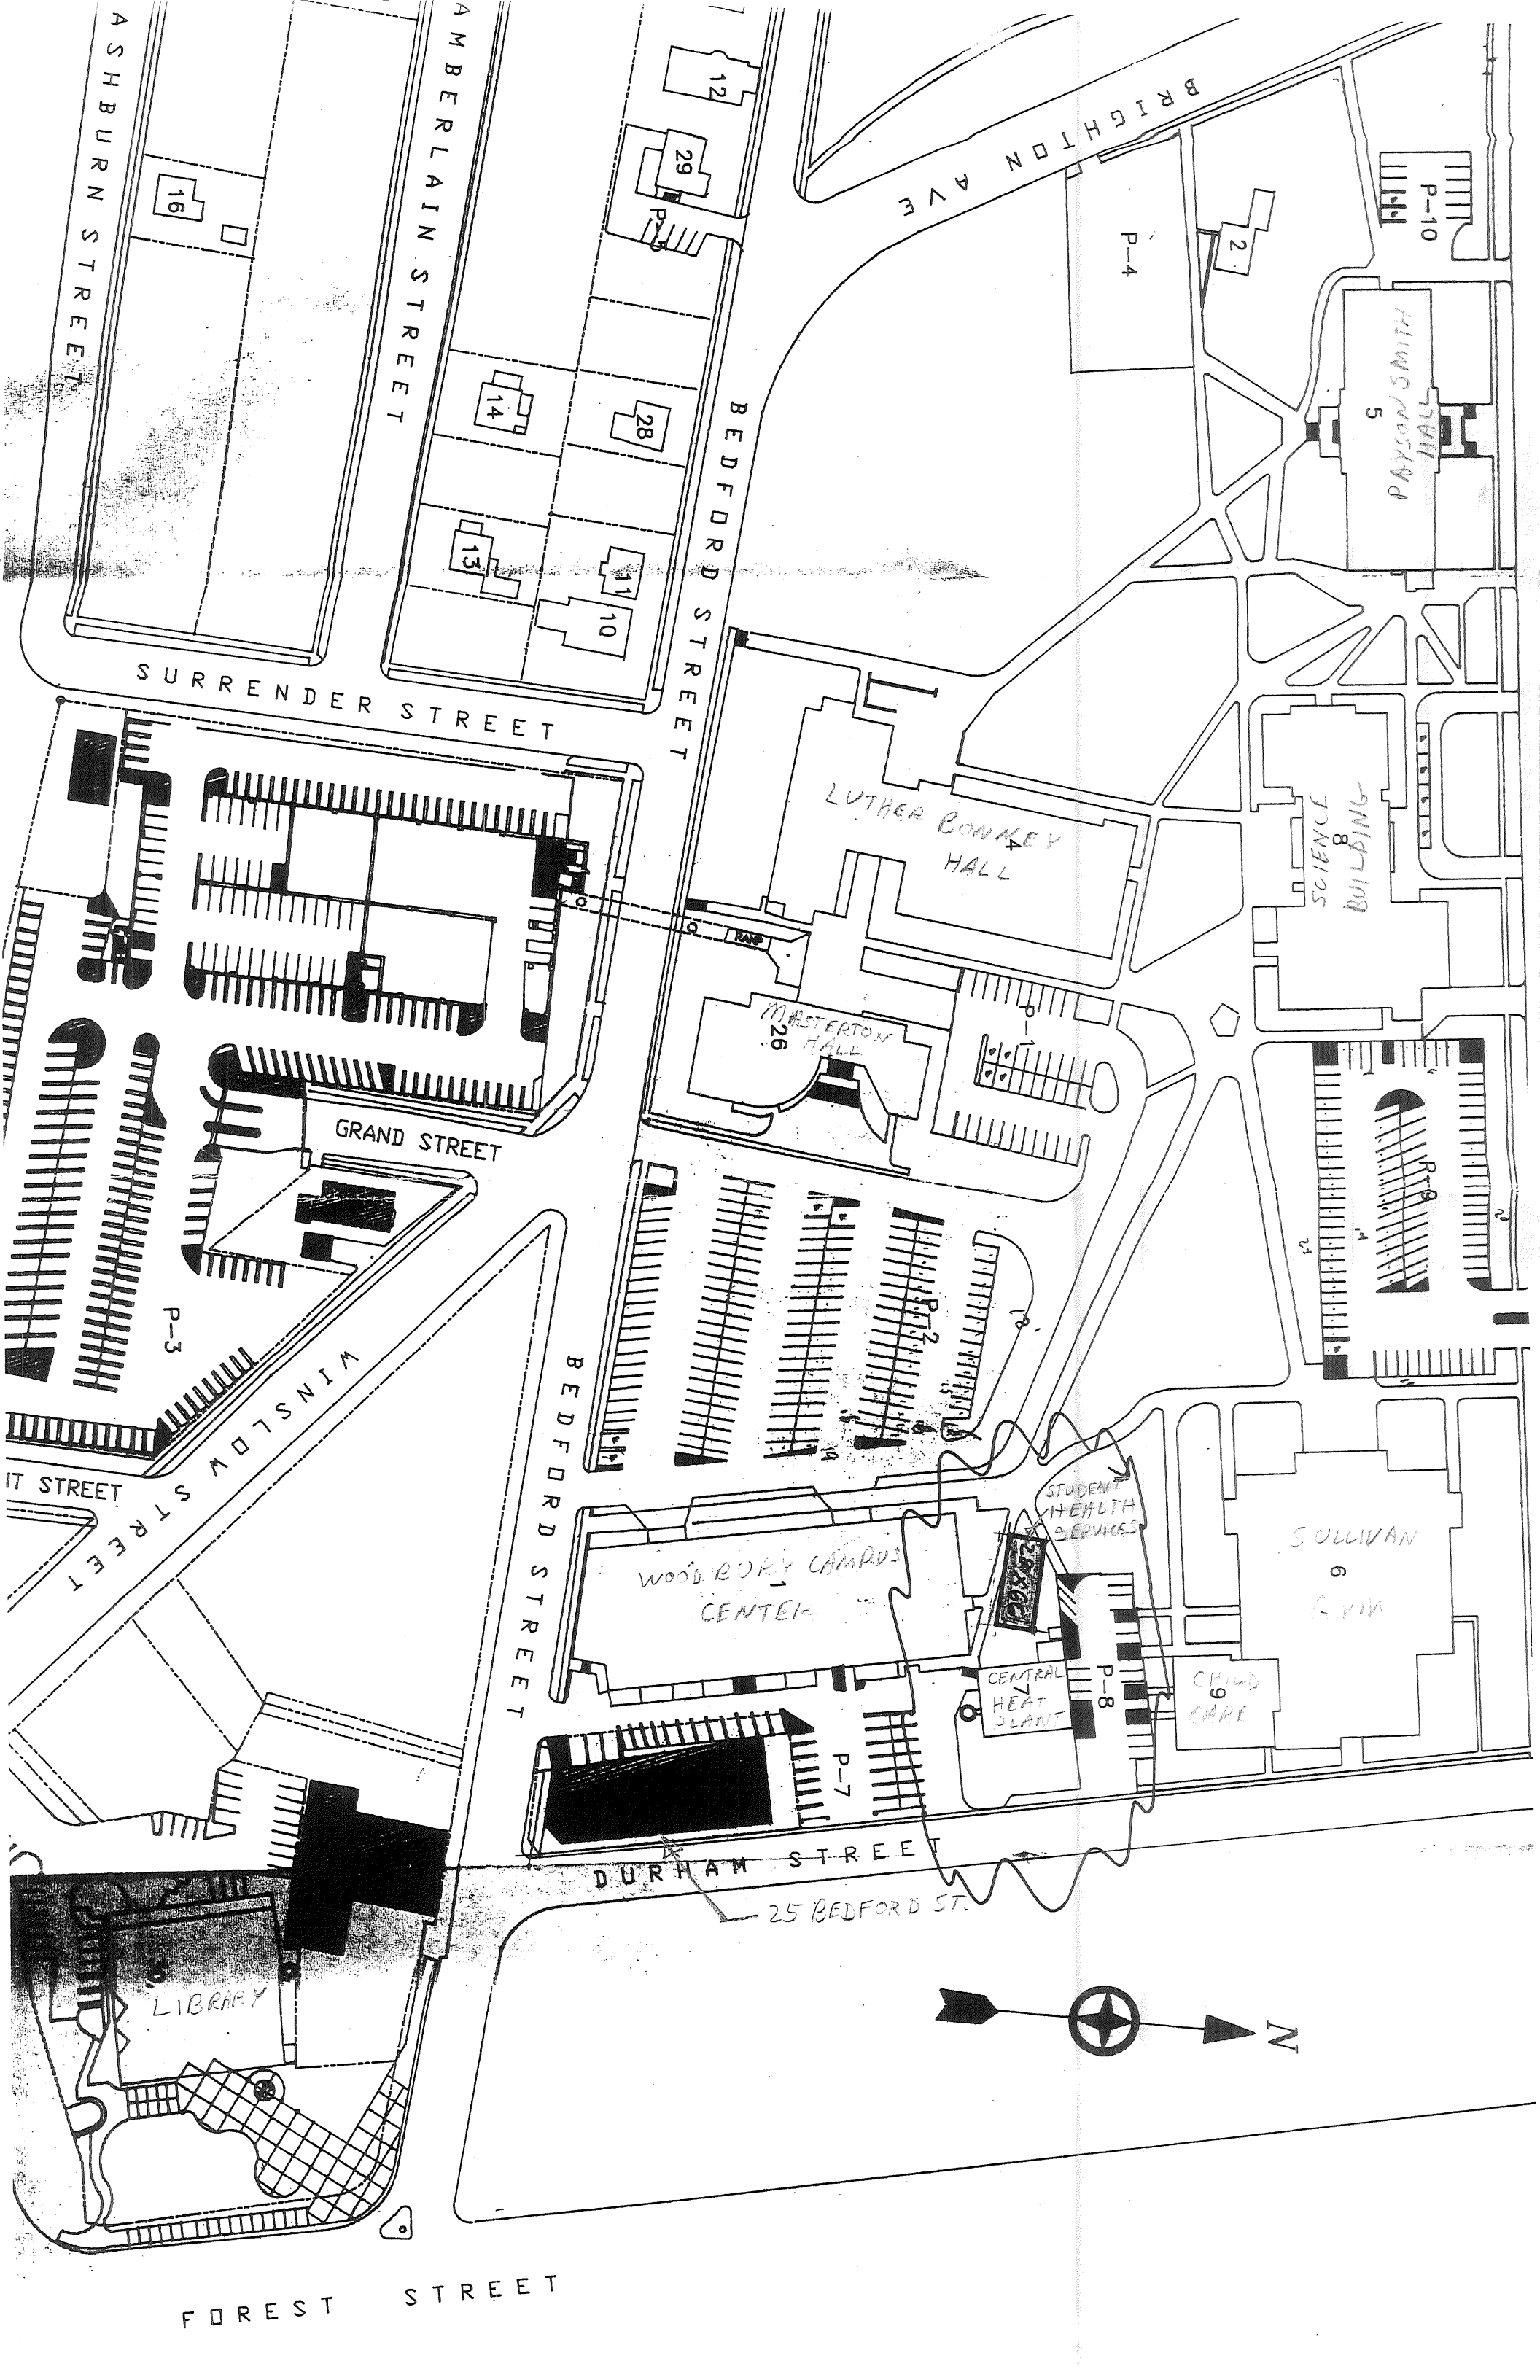 ASHBURN STREET
AMBERLAIN STREET
BRIGHTON AVE
12
29
P-5
16
P-10
2
P-4
PAYSON SMITH
HALL
5
14
28
BEDFORD STREET
13
11
10
SURRENDER STREET
LUTHER BONNEY
HALL
4
SCIENCE
BUILDING
8
RAMP
MASTERTON
HALL
26
P-1
GRAND STREET
P-9
P-3
P-2
WINSLOW STREET
BEDFORD STREET
IT STREET
STUDENT
HEALTH
SERVICES
28X66
WOODBURY CAMPUS
CENTER
1
SULLIVAN
GYM
6
CENTRAL
HEAT
PLANT
7
P-8
CHILD
CARE
9
P-7
DURHAM STREET
25 BEDFORD ST.
30
LIBRARY
N
FOREST STREET